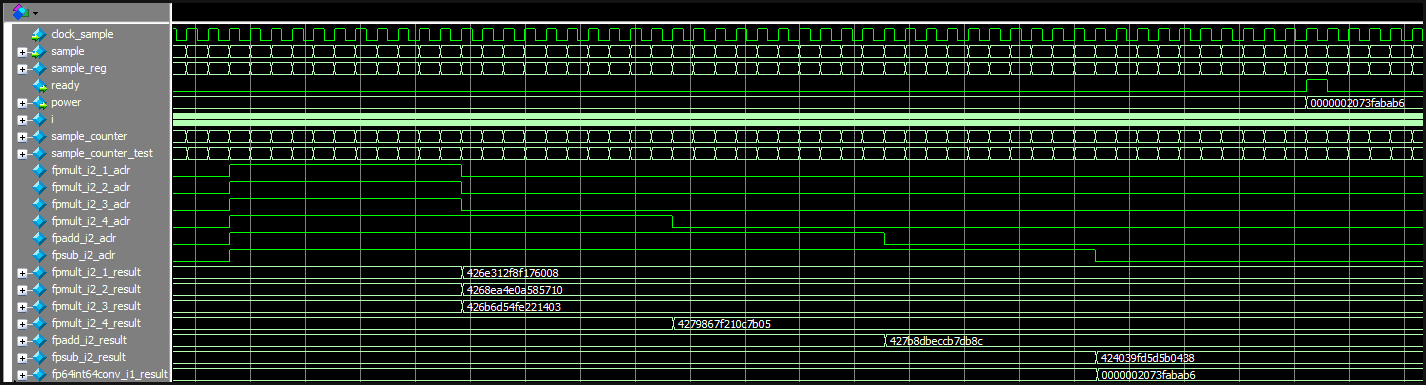 clock_sample
sample
sample_reg
ready
power 0000002073fabab6
i
sample_counter
sample_counter_test
fpmult_i2_1_aclr
fpmult_i2_2_aclr
fpmult_i2_3_aclr
fpmult_i2_4_aclr
fpadd_i2_aclr
fpsub_i2_aclr
fpmult_i2_1_result 426e312f8f176008
fpmult_i2_2_result 4268ea4e0a585710
fpmult_i2_3_result 426b6d54fe221403
fpmult_i2_4_result 4279867f210c7b05
fpadd_i2_result 427b8dbeccb7db8c
fpsub_i2_result 424039fd5d5b0438
fp64int64conv_i1_result 0000002073fabab6